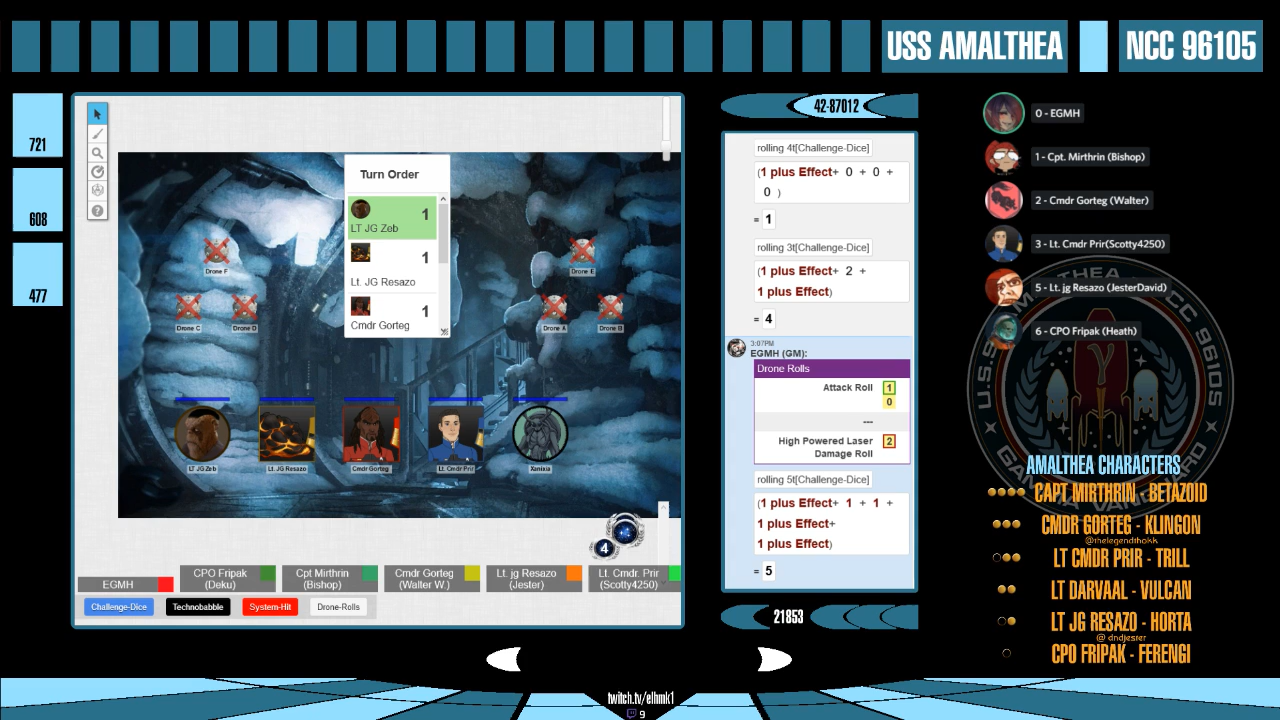 USS AMALTHEA
NCC 96105
721
608
477
Turn Order
1
LT JG Zeb
1
Lt. JG Resazo
1
Cmdr Gorteg
Drone F
Drone C
Drone D
Drone E
Drone A
Drone B
LT JG Zeb
Lt. JG Resazo
Cmdr Gorteg
Lt. Cmdr Prir
Xanixia
4
EGMH
CPO Fripak
(Deku)
Cpt Mirthrin
(Bishop)
Cmdr Gorteg
(Walter W.)
Lt. jg Resazo
(Jester)
Lt. Cmdr. Prir
(Scotty4250)
Challenge-Dice
Technobabble
System-Hit
Drone-Rolls
42-87012
rolling 4t[Challenge-Dice]
(1 plus Effect+ 0 + 0 +
0 )
= 1
rolling 3t[Challenge-Dice]
(1 plus Effect+ 2 +
1 plus Effect)
= 4
3:07PM
EGMH (GM):
Drone Rolls
Attack Roll 1
0
---
High Powered Laser 2
Damage Roll
rolling 5t[Challenge-Dice]
(1 plus Effect+ 1 + 1 +
1 plus Effect+
1 plus Effect)
= 5
21853
0 - EGMH
1 - Cpt. Mirthrin (Bishop)
2 - Cmdr Gorteg (Walter)
3 - Lt. Cmdr Prir(Scotty4250)
5 - Lt. jg Resazo (JesterDavid)
6 - CPO Fripak (Heath)
AMALTHEA CHARACTERS
CAPT MIRTHRIN - BETAZOID
CMDR GORTEG - KLINGON
@thelegendthokk
LT CMDR PRIR - TRILL
LT DARVAAL - VULCAN
LT JG RESAZO - HORTA
@ dndjester
CPO FRIPAK - FERENGI
twitch.tv/elhmk1
9